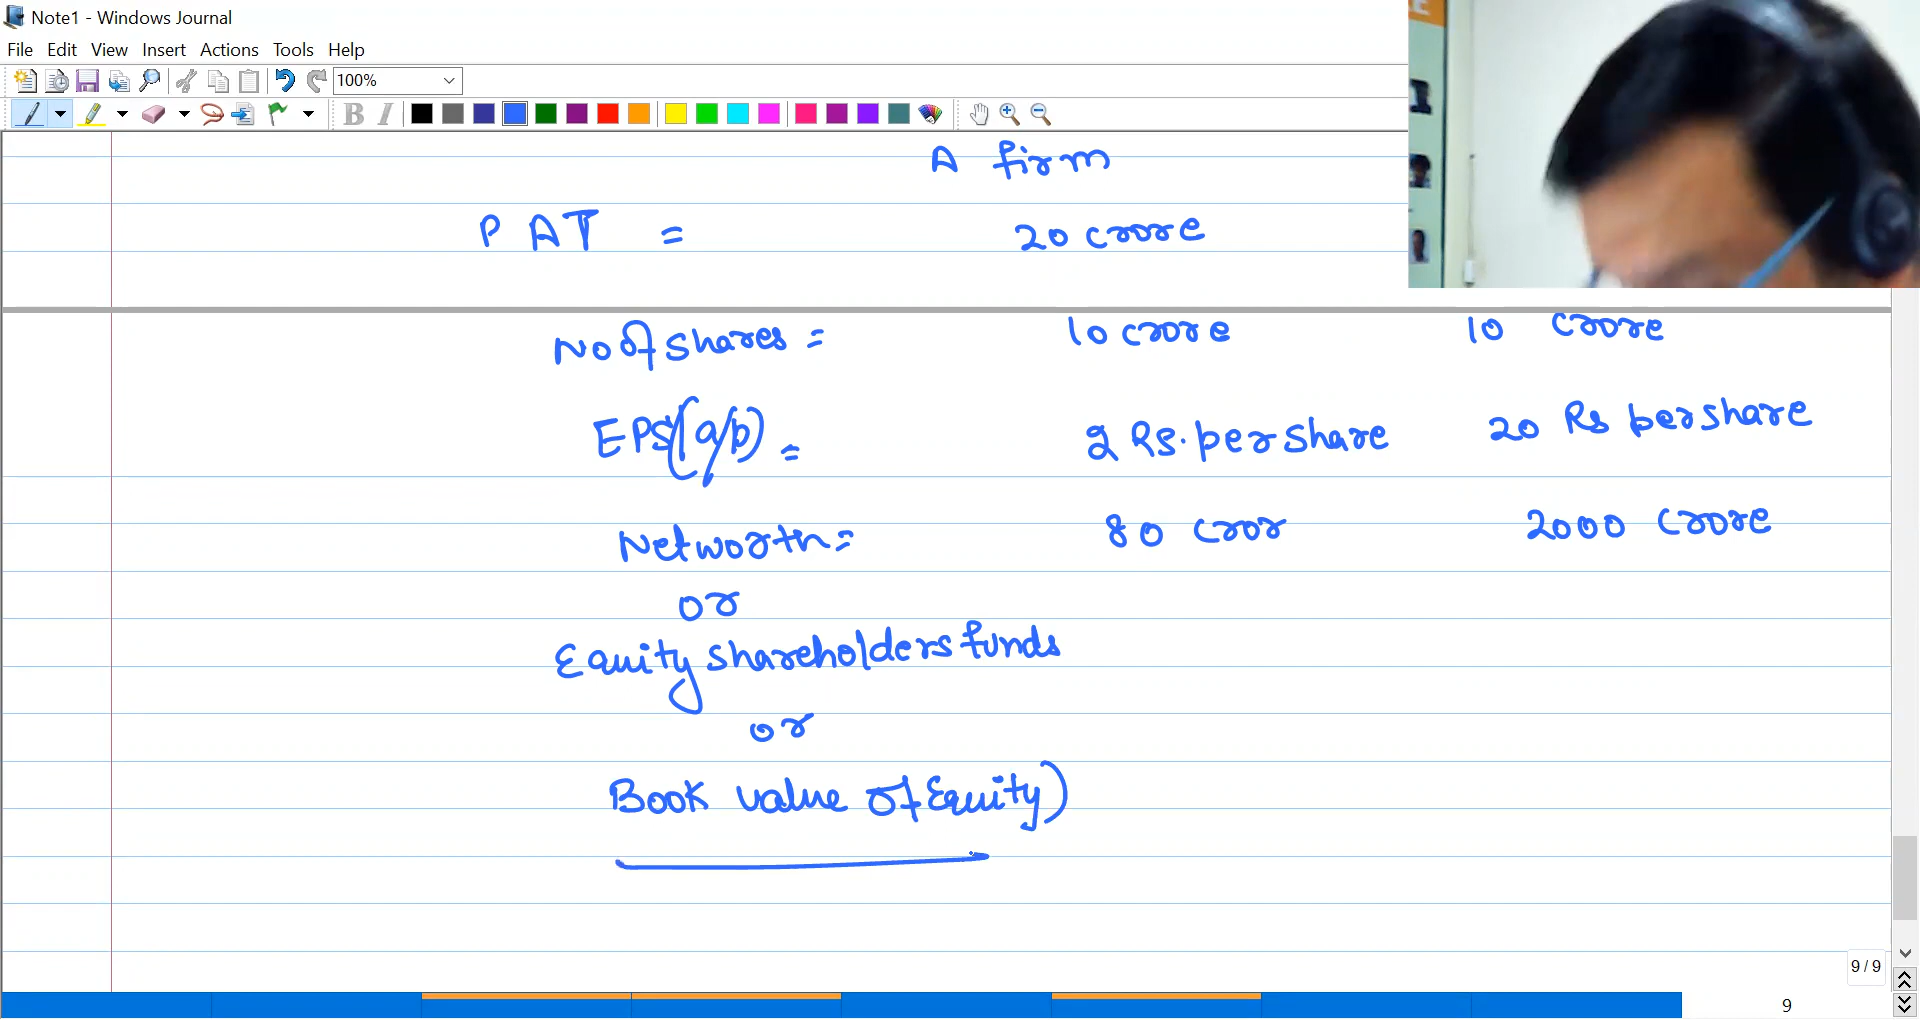 Note1 - Windows Journal
File Edit View Insert Actions Tools Help
100%
B I
A firm
PAT = 20 crore
No of shares = 10 crore 10 crore
EPS (a/b) = 2 Rs. per share 20 Rs per share
Networth = 80 cror 2000 crore
or
Equity shareholders funds
or
Book value of Equity)
9 / 9
9